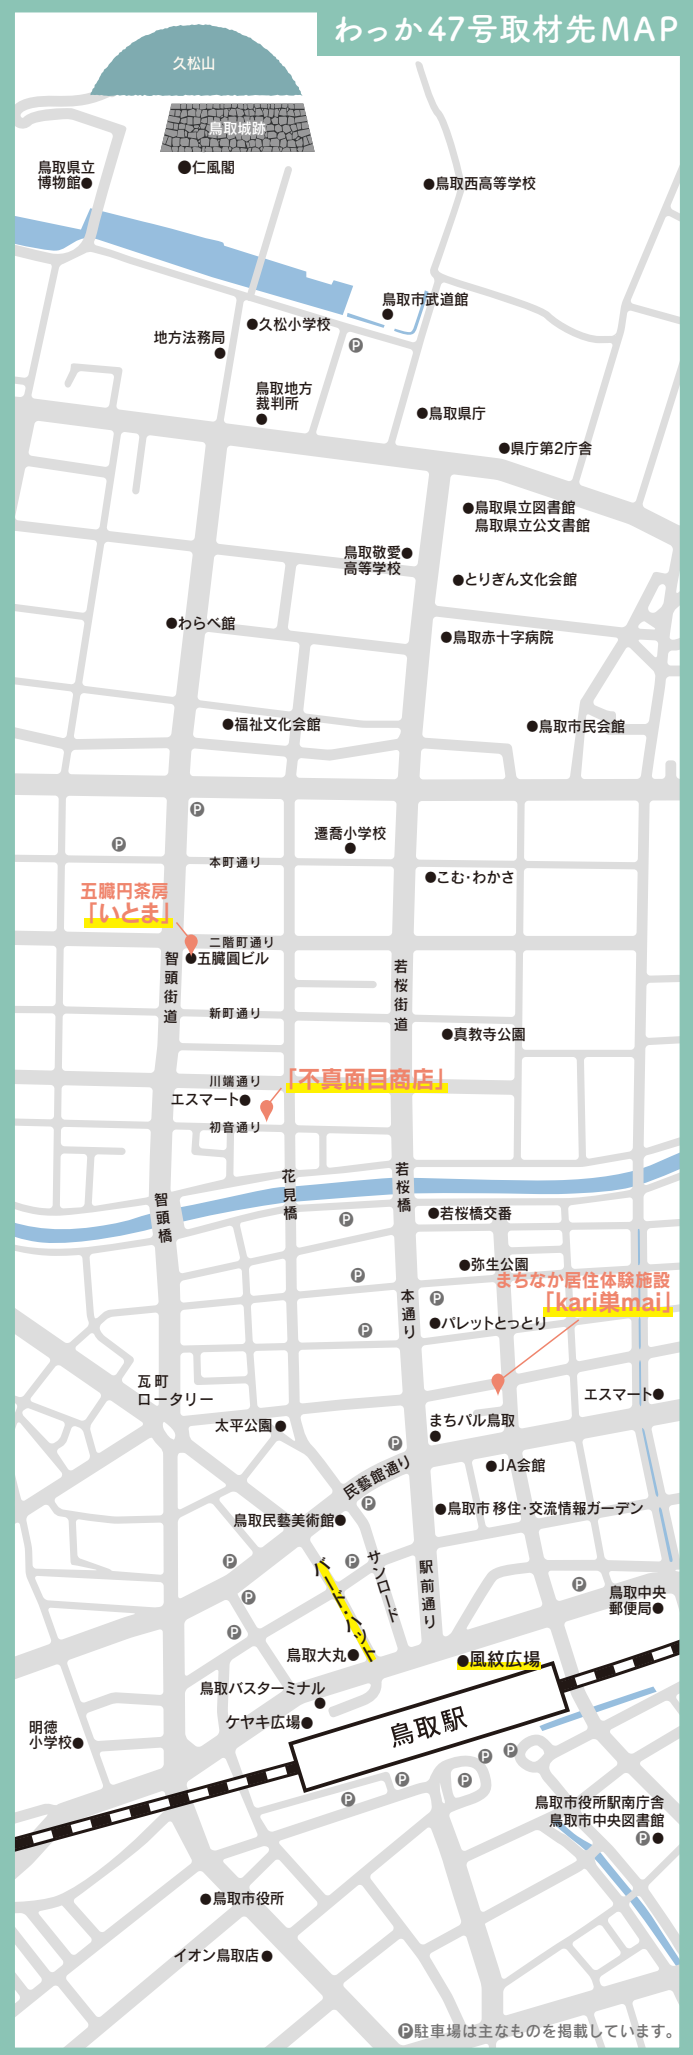 わっか47号取材先MAP
久松山
鳥取城跡
鳥取県立
博物館
仁風閣
鳥取西高等学校
鳥取市武道館
久松小学校
地方法務局
P
鳥取地方
裁判所
鳥取県庁
県庁第2庁舎
鳥取県立図書館
鳥取県立公文書館
鳥取敬愛
高等学校
とりぎん文化会館
わらべ館
鳥取赤十字病院
福祉文化会館
鳥取市民会館
P
P
遷喬小学校
本町通り
こむ・わかさ
五臓円茶房
「いとま」
二階町通り
五臓圓ビル
智頭街道
若桜街道
新町通り
真教寺公園
川端通り
「不真面目商店」
エスマート
初音通り
花見橋
若桜橋
智頭橋
P
若桜橋交番
弥生公園
P
まちなか居住体験施設
「kari巣mai」
P
本通り
P
パレットとっとり
瓦町
ロータリー
エスマート
太平公園
まちパル鳥取
P
民藝館通り
JA会館
P
鳥取市 移住・交流情報ガーデン
鳥取民藝美術館
P
P
バード・ハット
サンロード
駅前通り
P
P
鳥取中央
郵便局
P
鳥取大丸
風紋広場
鳥取バスターミナル
ケヤキ広場
鳥取駅
明徳
小学校
P
P
P
P
P
鳥取市役所駅南庁舎
鳥取市中央図書館
P
鳥取市役所
イオン鳥取店
P駐車場は主なものを掲載しています。